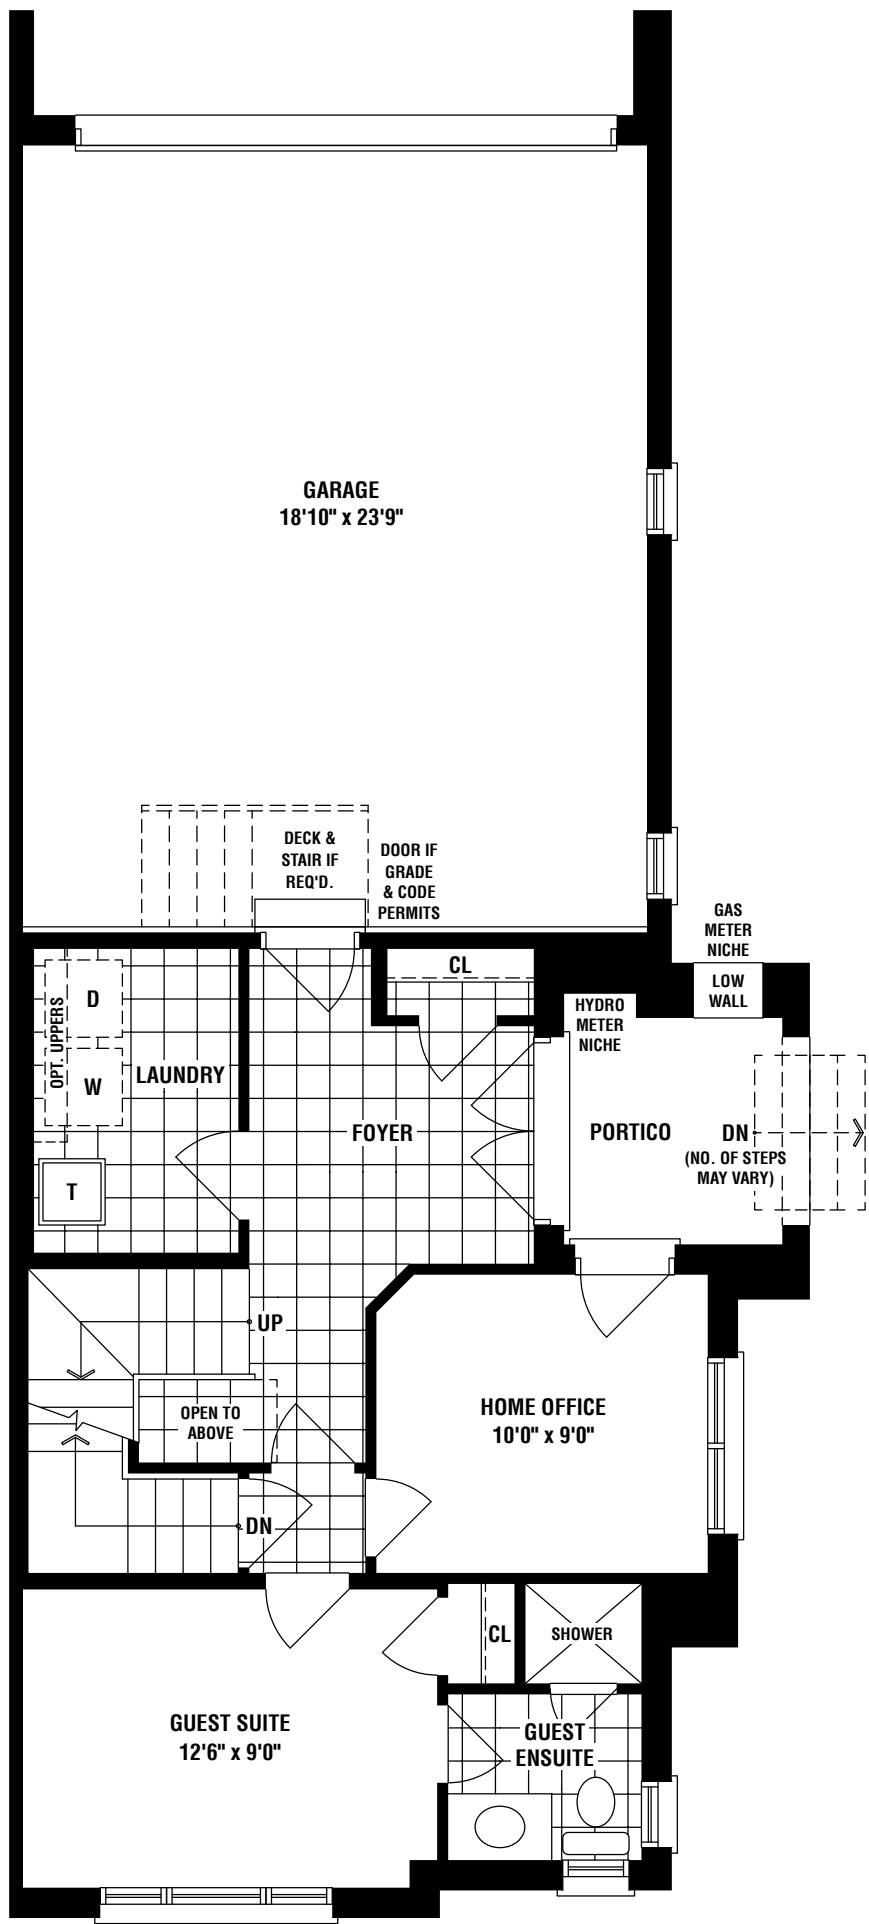 GARAGE
18'10" x 23'9"
DECK &
STAIR IF
REQ'D.
DOOR IF
GRADE
& CODE
PERMITS
GAS
METER
NICHE
LOW
WALL
CL
HYDRO
METER
NICHE
D
OPT. UPPERS
W
LAUNDRY
T
FOYER
PORTICO
DN
(NO. OF STEPS
MAY VARY)
UP
OPEN TO
ABOVE
HOME OFFICE
10'0" x 9'0"
DN
CL
SHOWER
GUEST SUITE
12'6" x 9'0"
GUEST
ENSUITE